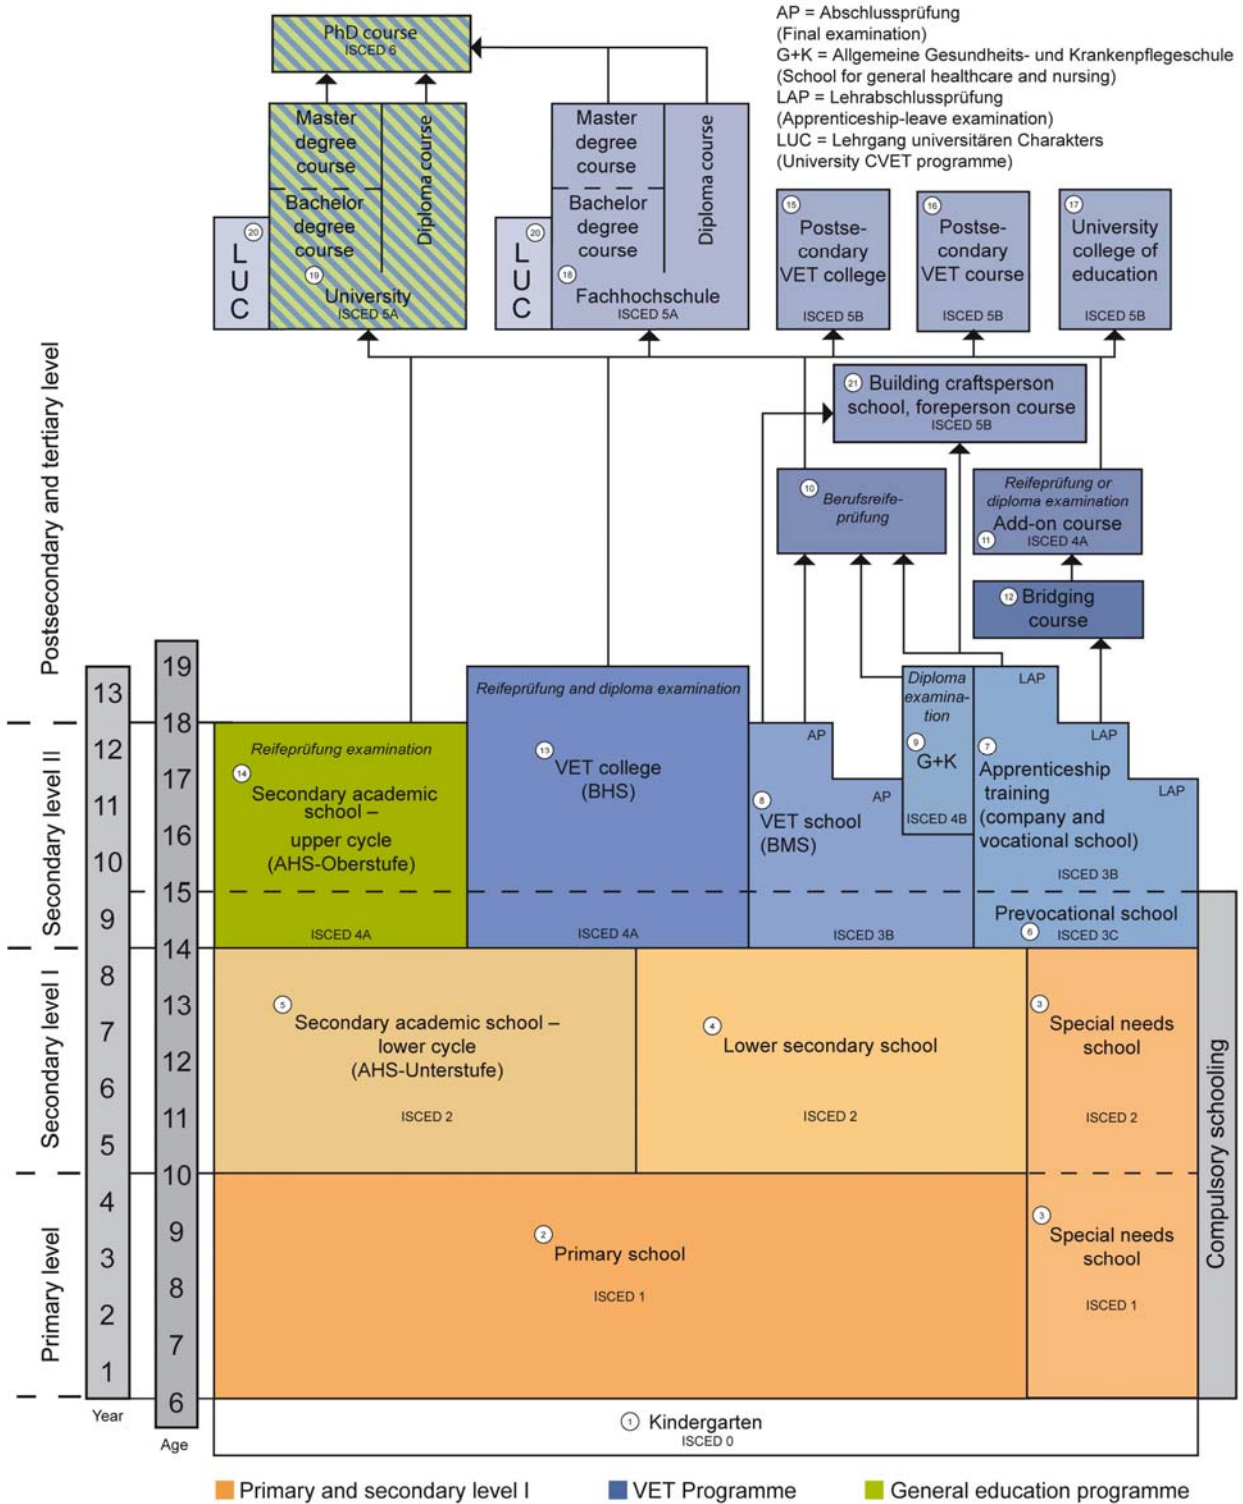 AP = Abschlussprüfung
(Final examination)
G+K = Allgemeine Gesundheits- und Krankenpflegeschule
(School for general healthcare and nursing)
LAP = Lehrabschlussprüfung
(Apprenticeship-leave examination)
LUC = Lehrgang universitären Charakters
(University CVET programme)
PhD course
ISCED 6
Master
degree
course
Bachelor
degree
course
Diploma course
20
L
U
C
19
University
ISCED 5A
Master
degree
course
Bachelor
degree
course
Diploma course
20
L
U
C
18
Fachhochschule
ISCED 5A
15
Postse-
condary
VET college
ISCED 5B
16
Postse-
condary
VET course
ISCED 5B
17
University
college of
education
ISCED 5B
21
Building craftsperson
school, foreperson course
ISCED 5B
10
Berufsreife-
prüfung
Reifeprüfung or
diploma examination
Add-on course
11
ISCED 4A
12
Bridging
course
Postsecondary and tertiary level
Secondary level II
Secondary level I
Primary level
13
12
11
10
9
8
7
6
5
4
3
2
1
Year
19
18
17
16
15
14
13
12
11
10
9
8
7
6
Age
Reifeprüfung examination
14
Secondary academic
school –
upper cycle
(AHS-Oberstufe)
ISCED 4A
Reifeprüfung and diploma examination
13
VET college
(BHS)
ISCED 4A
AP
AP
8
VET school
(BMS)
ISCED 3B
Diploma
examina-
tion
9
G+K
ISCED 4B
LAP
LAP
LAP
7
Apprenticeship
training
(company and
vocational school)
ISCED 3B
Prevocational school
6
ISCED 3C
5
Secondary academic school –
lower cycle
(AHS-Unterstufe)
ISCED 2
4
Lower secondary school
ISCED 2
3
Special needs
school
ISCED 2
2
Primary school
ISCED 1
3
Special needs
school
ISCED 1
Compulsory schooling
1
Kindergarten
ISCED 0
Primary and secondary level I
VET Programme
General education programme